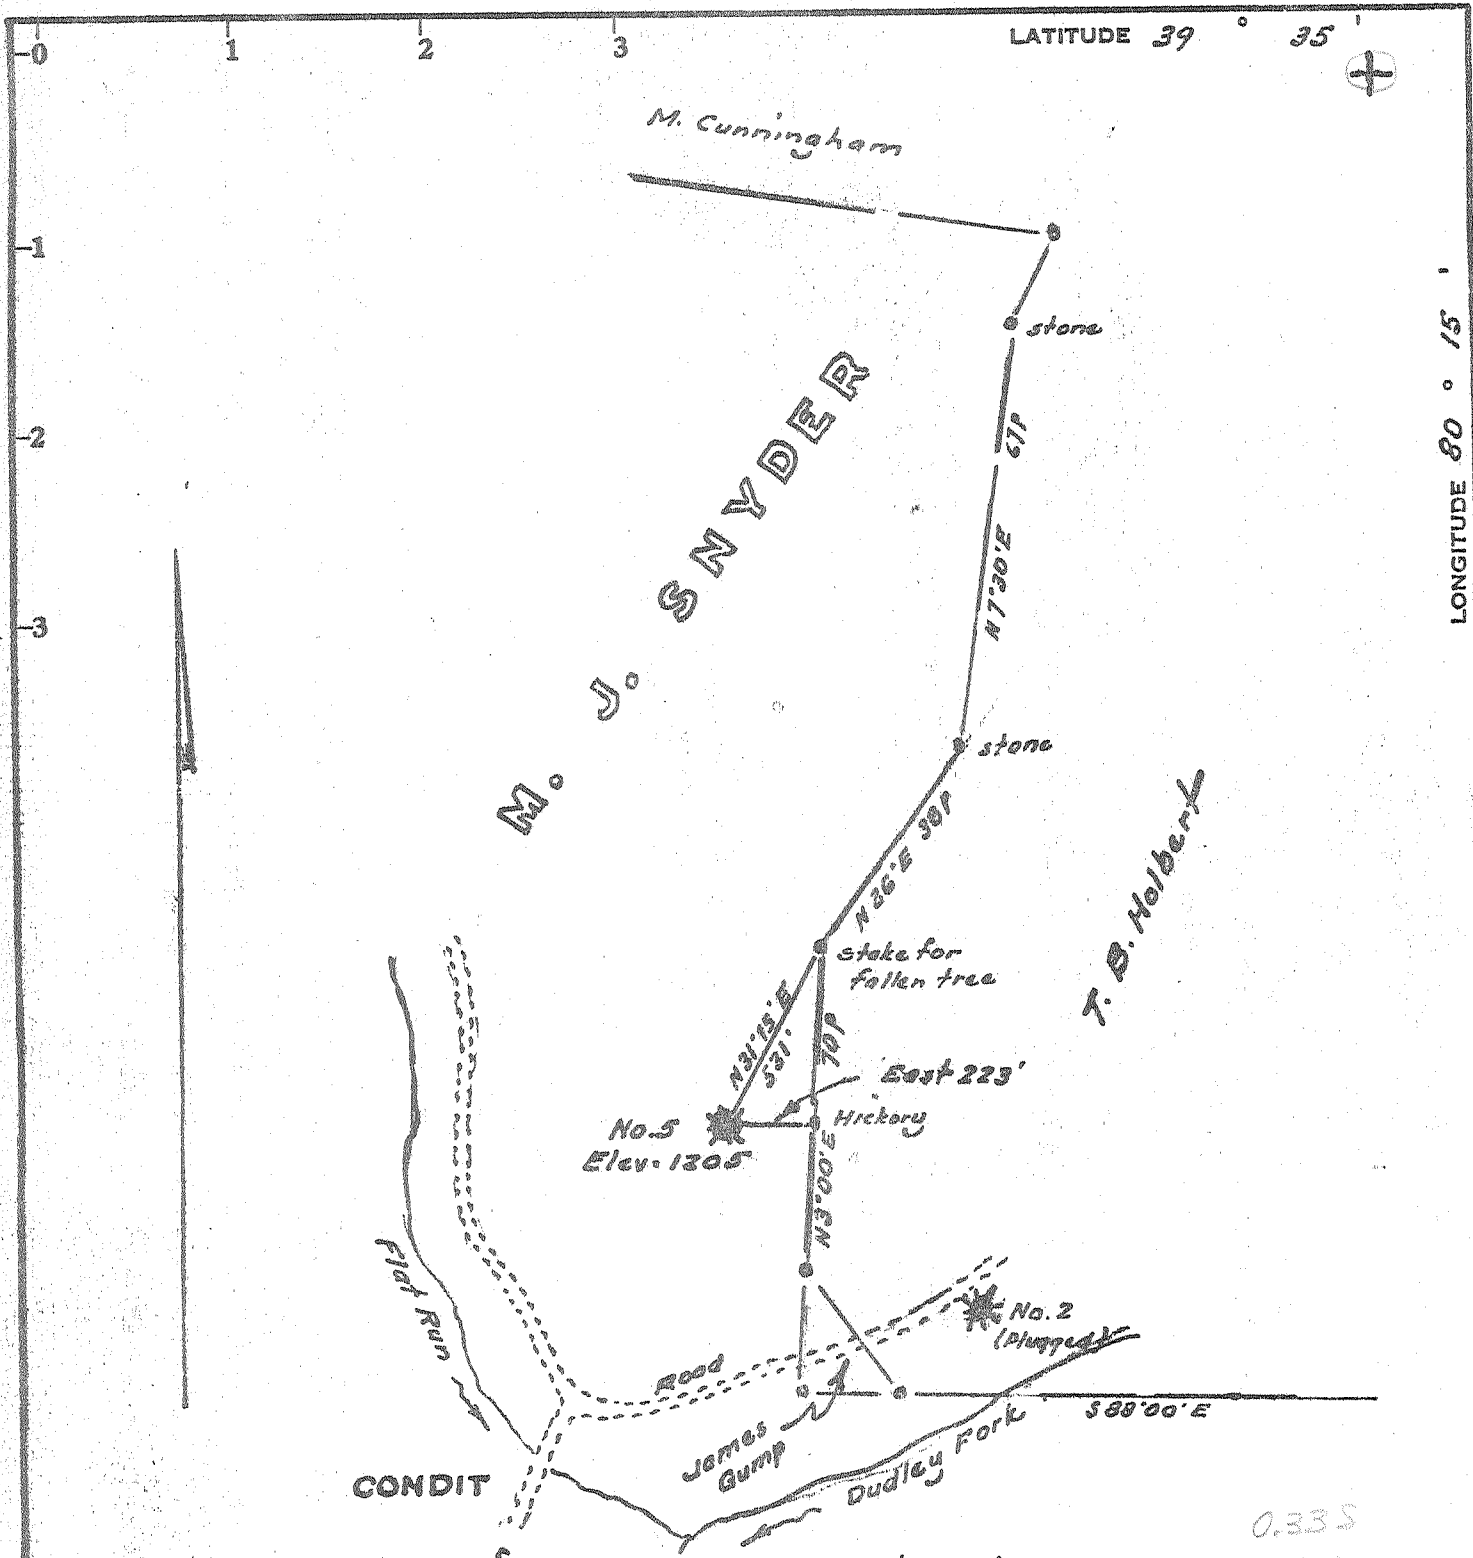 0 1 2 3 LATITUDE 39 ° 35 '
M. Cunningham
1
stone
LONGITUDE 80 ° 15 '
2
67P
M. J. SNYDER
N 7°30'E
3
stone
38P
N 26°E
T. B. Holbert
stake for
fallen tree
N31°15'E
531'
70P
East 223'
No.5
Hickory
Elev. 1205
N3°00'E
Flat Run
No. 2
(Plugged)
Road
S 88°00' E
James
Gump
Dudley Fork
CONDIT
0.33 S